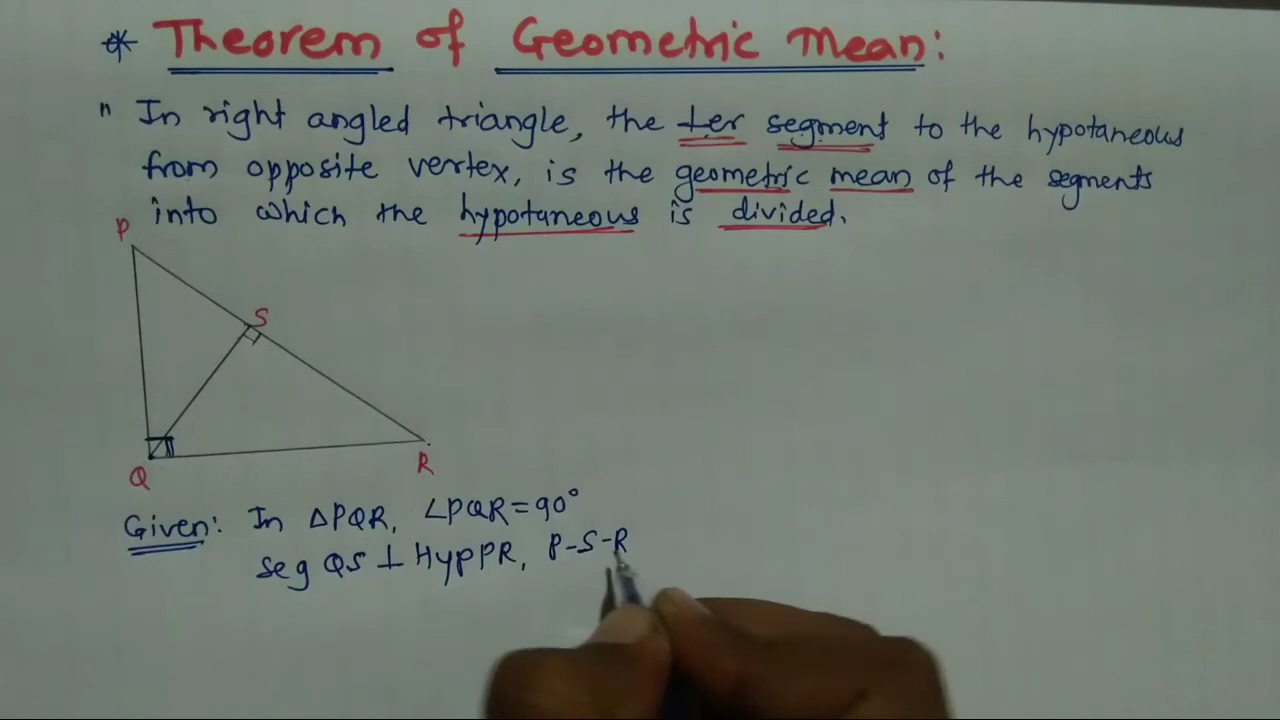 * Theorem of Geometric Mean:
" In right angled triangle, the ⊥er segment to the hypotaneous
from opposite vertex, is the geometric mean of the segments
into which the hypotaneous is divided.
P
S
Q
R
Given: In △PQR, ∠PQR=90°
seg QS ⊥ Hyp PR, P-S-R